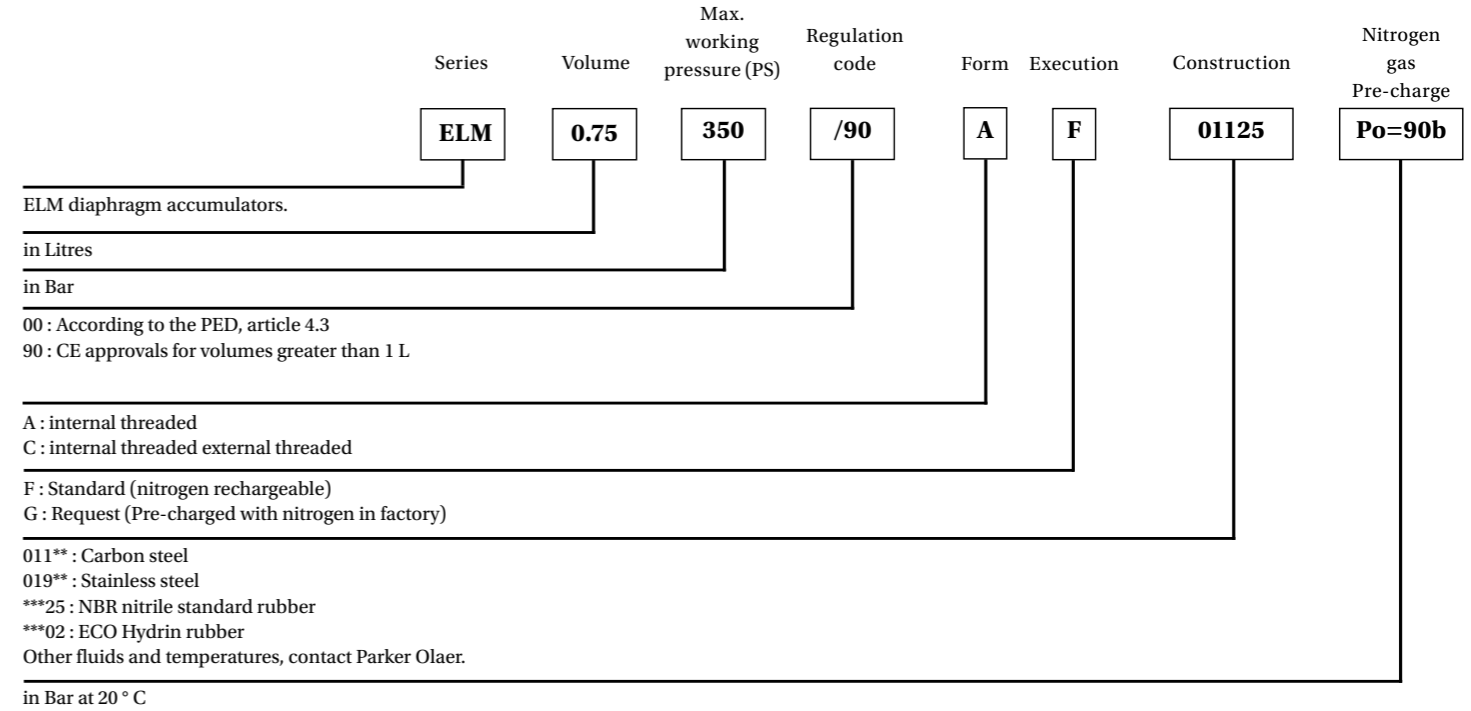 Max.
working
pressure (PS)
Regulation
code
Nitrogen
gas
Pre-charge
Series
Volume
Form
Execution
Construction
ELM
0.75
350
/90
A
F
01125
Po=90b
ELM diaphragm accumulators.
in Litres
in Bar
00 : According to the PED, article 4.3
90 : CE approvals for volumes greater than 1 L
A : internal threaded
C : internal threaded external threaded
F : Standard (nitrogen rechargeable)
G : Request (Pre-charged with nitrogen in factory)
011** : Carbon steel
019** : Stainless steel
***25 : NBR nitrile standard rubber
***02 : ECO Hydrin rubber
Other fluids and temperatures, contact Parker Olaer.
in Bar at 20 ° C